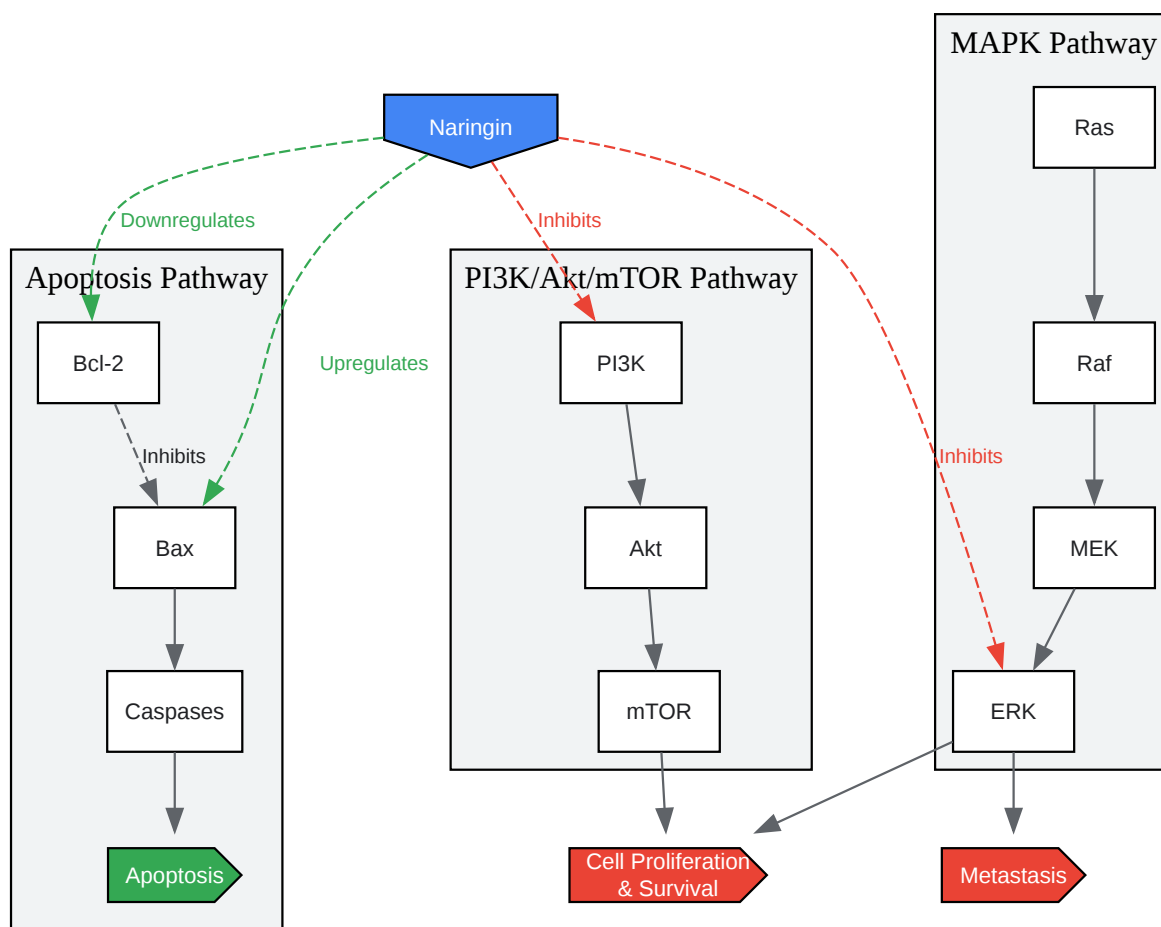 MAPK Pathway
Naringin
Ras
Downregulates
Inhibits
Apoptosis Pathway
PI3K/Akt/mTOR Pathway
Bcl-2
Upregulates
PI3K
Raf
Inhibits
Inhibits
Bax
Akt
MEK
Caspases
mTOR
ERK
Apoptosis
Cell Proliferation
& Survival
Metastasis